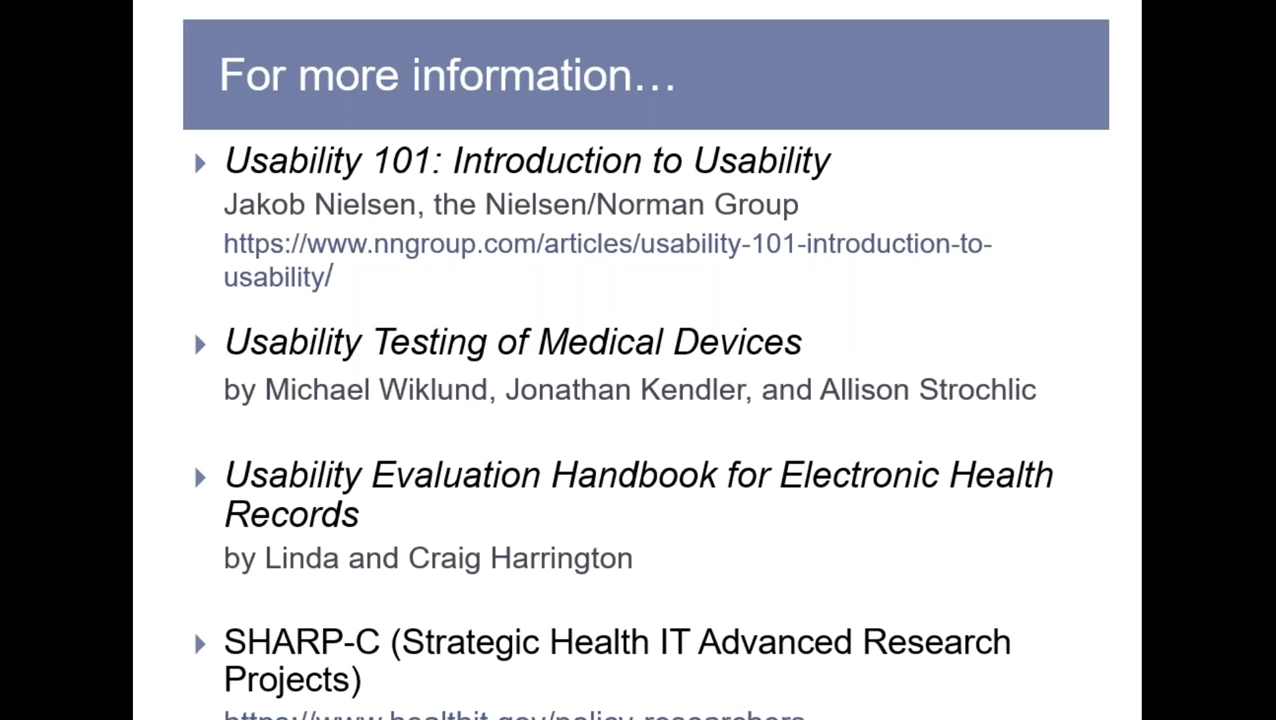 For more information…
Usability 101: Introduction to Usability
Jakob Nielsen, the Nielsen/Norman Group
https://www.nngroup.com/articles/usability-101-introduction-to-
usability/
Usability Testing of Medical Devices
by Michael Wiklund, Jonathan Kendler, and Allison Strochlic
Usability Evaluation Handbook for Electronic Health
Records
by Linda and Craig Harrington
SHARP-C (Strategic Health IT Advanced Research
Projects)
https://www.healthit.gov/policy-researchers